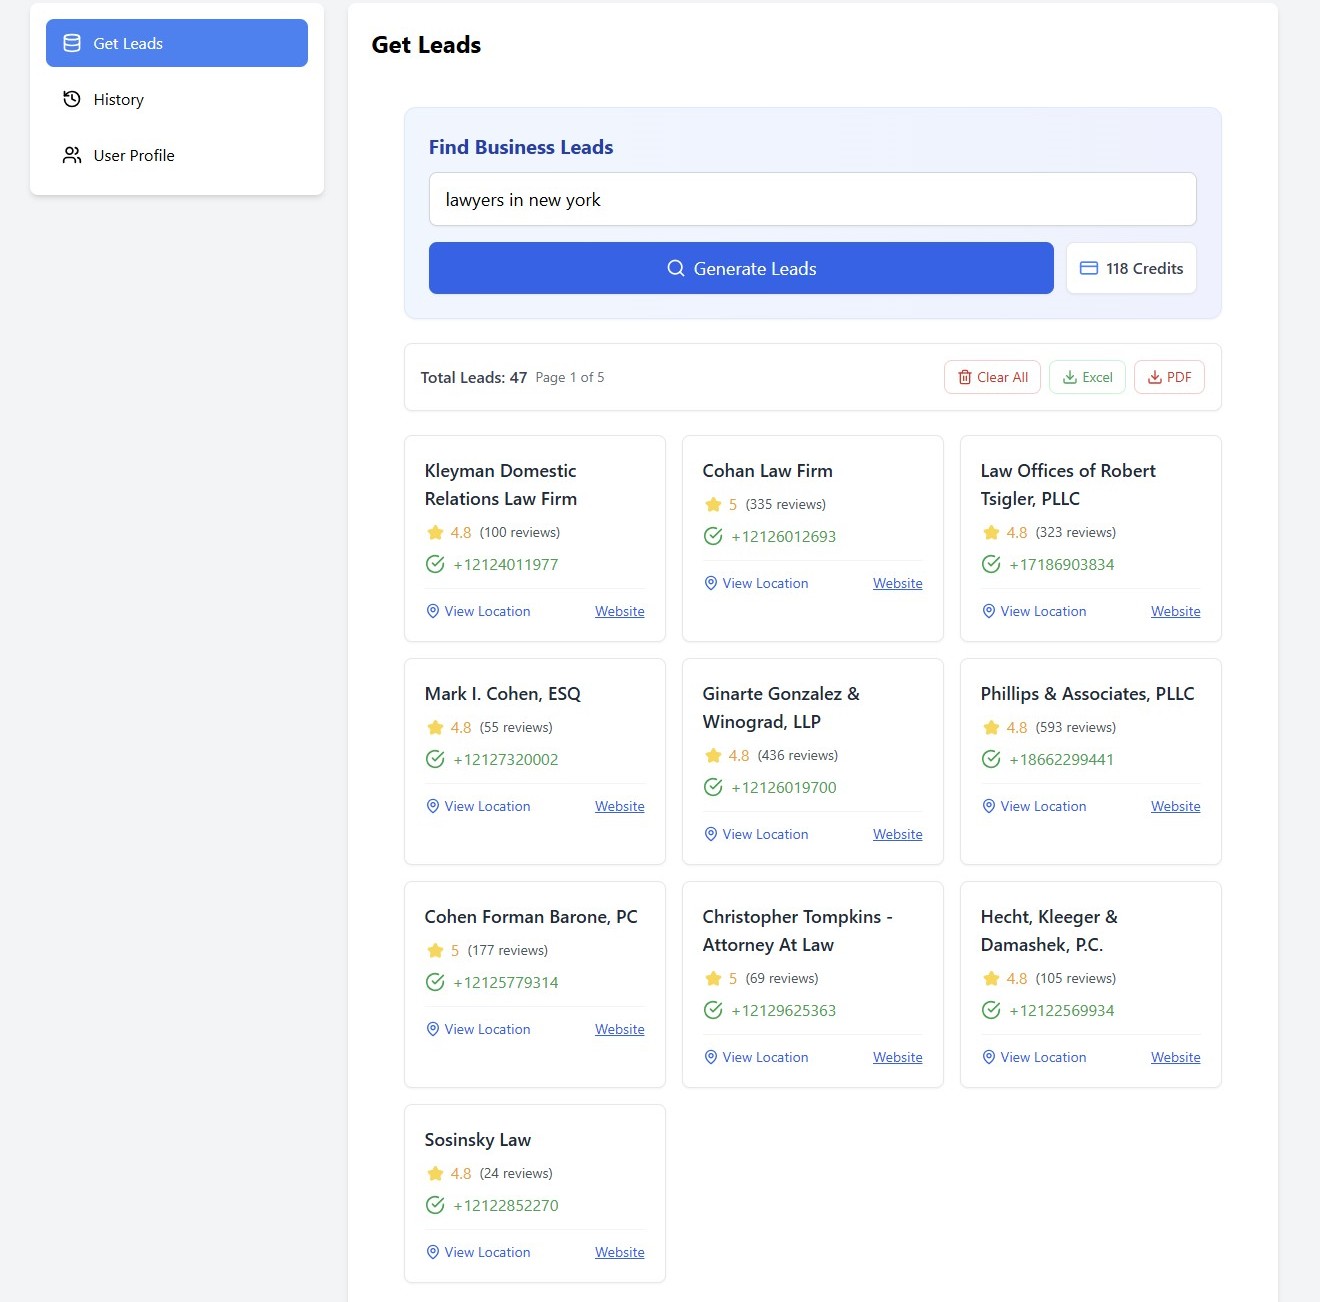 Get Leads
History
User Profile
Get Leads
Find Business Leads
lawyers in new york
Generate Leads
118 Credits
Total Leads: 47 Page 1 of 5
Clear All
Excel
PDF
Kleyman Domestic
Relations Law Firm
4.8 (100 reviews)
+12124011977
View Location Website
Cohan Law Firm
5 (335 reviews)
+12126012693
View Location Website
Law Offices of Robert
Tsigler, PLLC
4.8 (323 reviews)
+17186903834
View Location Website
Mark I. Cohen, ESQ
4.8 (55 reviews)
+12127320002
View Location Website
Ginarte Gonzalez &
Winograd, LLP
4.8 (436 reviews)
+12126019700
View Location Website
Phillips & Associates, PLLC
4.8 (593 reviews)
+18662299441
View Location Website
Cohen Forman Barone, PC
5 (177 reviews)
+12125779314
View Location Website
Christopher Tompkins -
Attorney At Law
5 (69 reviews)
+12129625363
View Location Website
Hecht, Kleeger &
Damashek, P.C.
4.8 (105 reviews)
+12122569934
View Location Website
Sosinsky Law
4.8 (24 reviews)
+12122852270
View Location Website